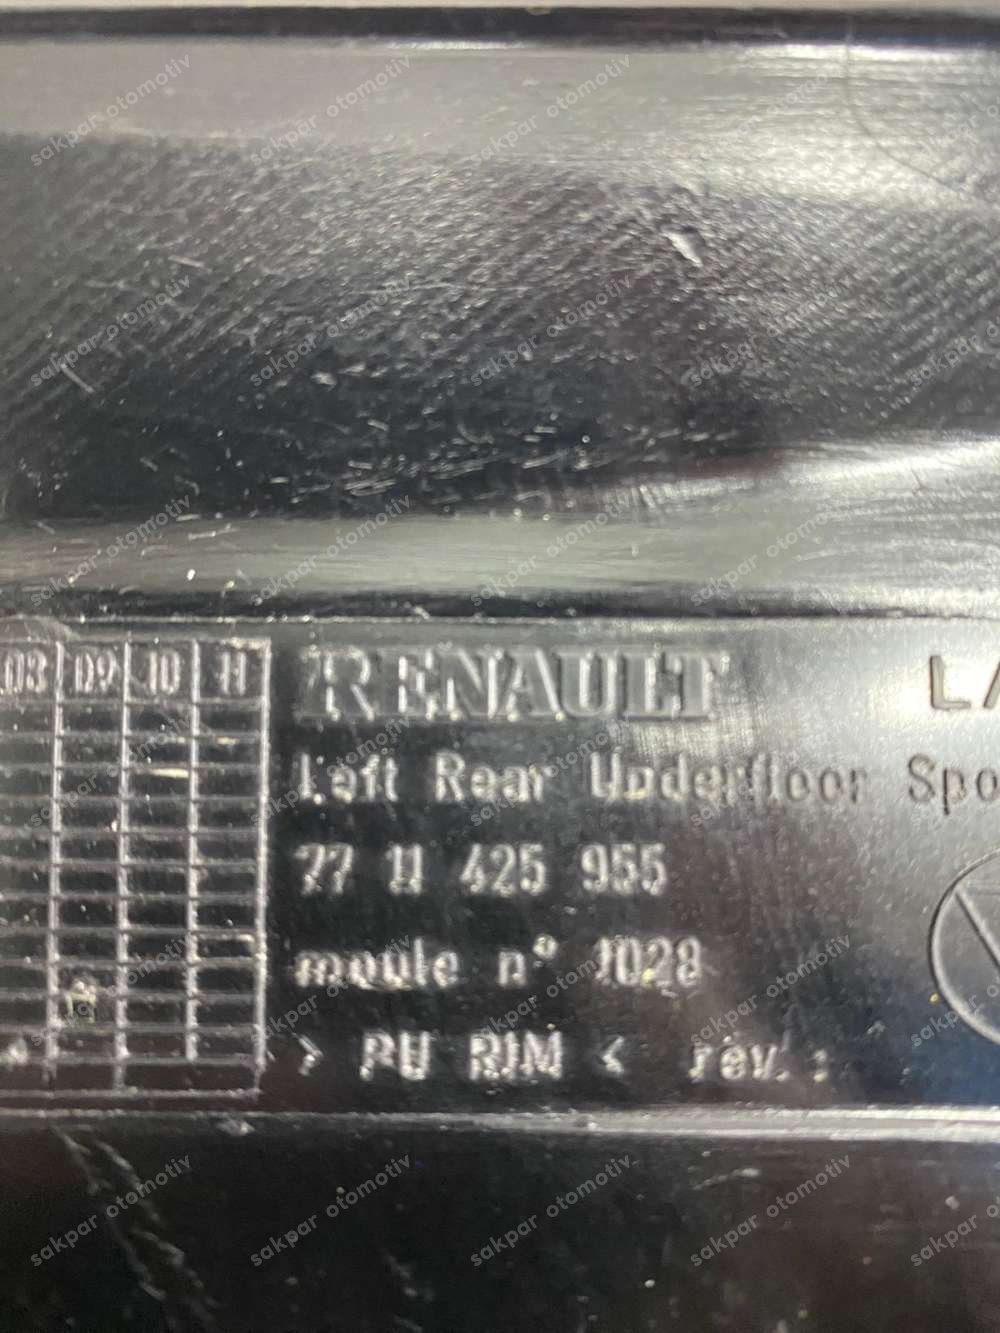 08 09 10 11
RENAULT
Left Rear Underfloor Spo
77 11 425 955
moule n° 1028
> PU RIM < rev. :
sakpar otomotiv